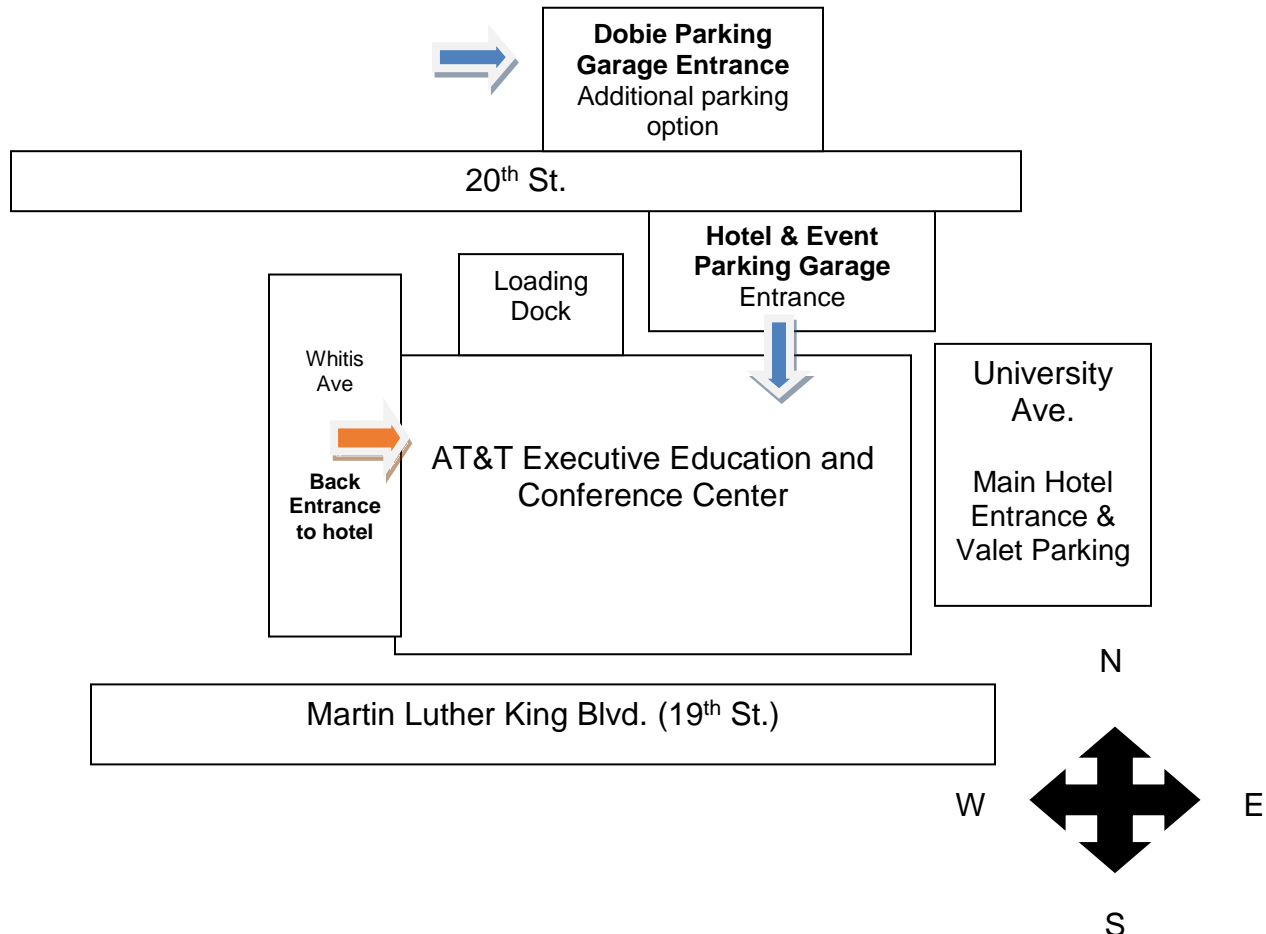 Dobie Parking
Garage Entrance
Additional parking
option
20th St.
Hotel & Event
Parking Garage
Entrance
Loading
Dock
Whitis
Ave
Back
Entrance
to hotel
AT&T Executive Education and
Conference Center
University
Ave.
Main Hotel
Entrance &
Valet Parking
Martin Luther King Blvd. (19th St.)
N
W
E
S